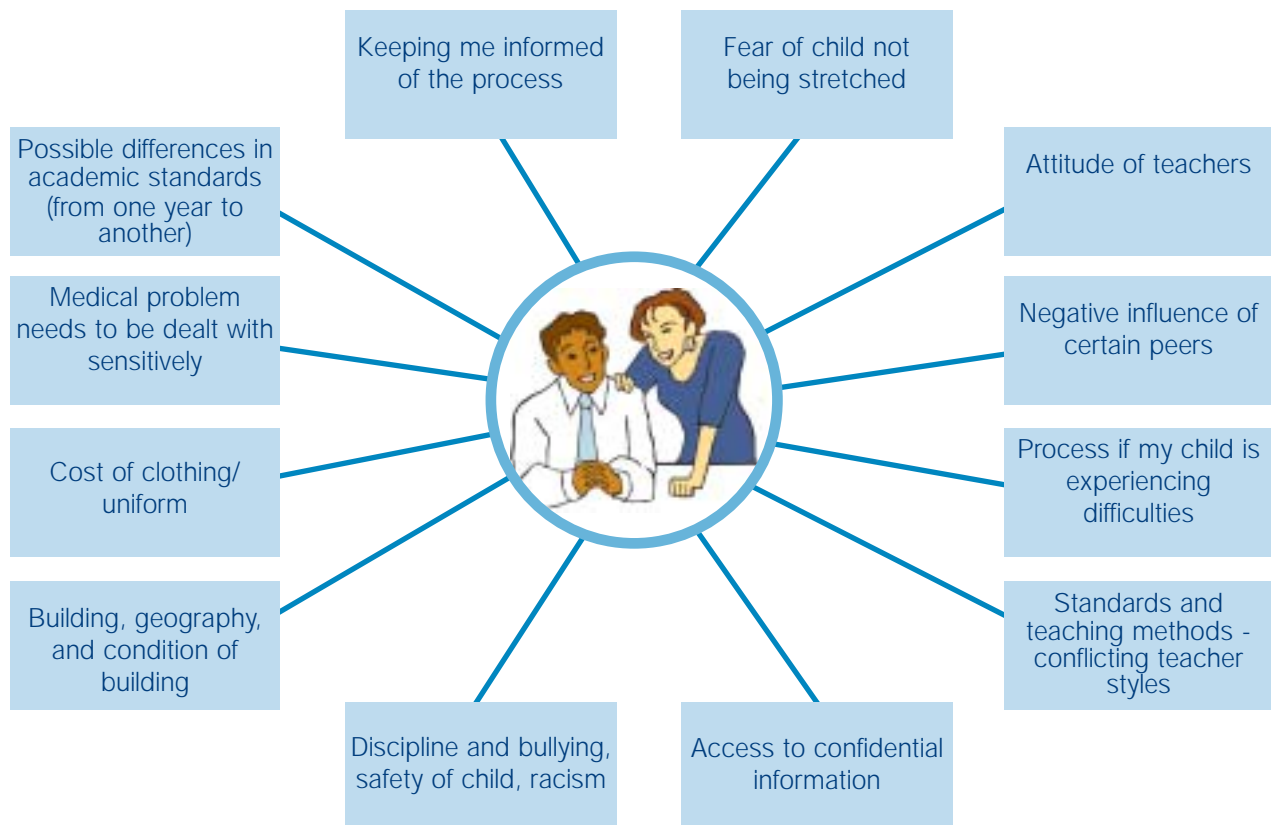 Keeping me informed
of the process
Fear of child not
being stretched
Possible differences in
academic standards
(from one year to
another)
Attitude of teachers
Medical problem
needs to be dealt with
sensitively
Negative influence of
certain peers
Cost of clothing/
uniform
Process if my child is
experiencing
difficulties
Building, geography,
and condition of
building
Standards and
teaching methods -
conflicting teacher
styles
Discipline and bullying,
safety of child, racism
Access to confidential
information